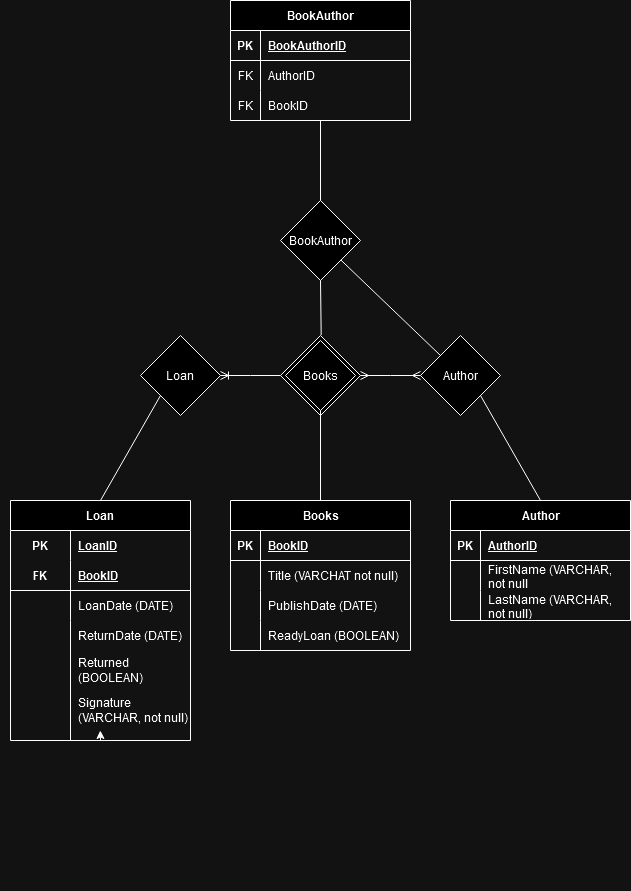 BookAuthor
PK BookAuthorID
FK AuthorID
FK BookID
BookAuthor
Loan
Books
Author
Loan
PK LoanID
FK BookID
LoanDate (DATE)
ReturnDate (DATE)
Returned
(BOOLEAN)
Signature
(VARCHAR, not null)
Books
PK BookID
Title (VARCHAT not null)
PublishDate (DATE)
ReadyLoan (BOOLEAN)
Author
PK AuthorID
FirstName (VARCHAR,
not null
LastName (VARCHAR,
not null)